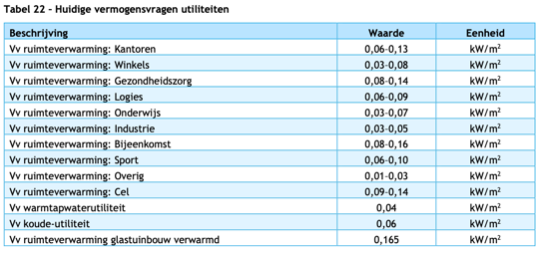 Tabel 22 – Huidige vermogensvragen utiliteiten
Beschrijving Waarde Eenheid
Vv ruimteverwarming: Kantoren 0,06-0,13 kW/m²
Vv ruimteverwarming: Winkels 0,03-0,08 kW/m²
Vv ruimteverwarming: Gezondheidszorg 0,08-0,14 kW/m²
Vv ruimteverwarming: Logies 0,06-0,09 kW/m²
Vv ruimteverwarming: Onderwijs 0,03-0,07 kW/m²
Vv ruimteverwarming: Industrie 0,03-0,05 kW/m²
Vv ruimteverwarming: Bijeenkomst 0,08-0,16 kW/m²
Vv ruimteverwarming: Sport 0,06-0,10 kW/m²
Vv ruimteverwarming: Overig 0,01-0,03 kW/m²
Vv ruimteverwarming: Cel 0,09-0,14 kW/m²
Vv warmtapwaterutiliteit 0,04 kW/m²
Vv koude-utiliteit 0,06 kW/m²
Vv ruimteverwarming glastuinbouw verwarmd 0,165 kW/m²